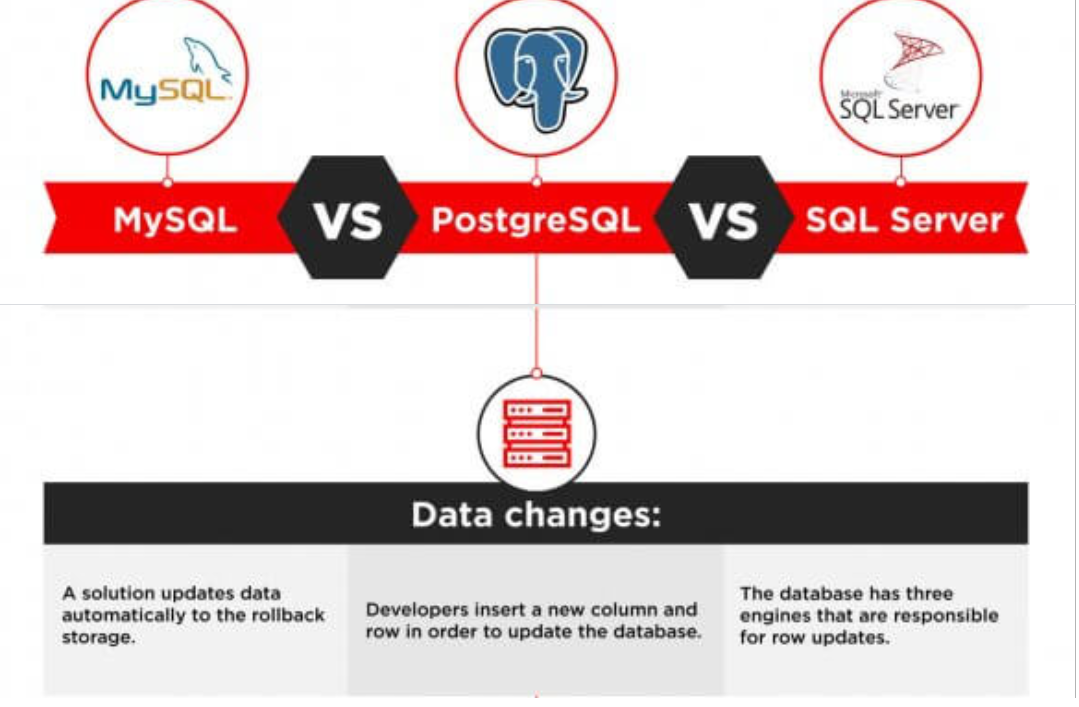 MySQL
Microsoft
SQL Server
MySQL VS PostgreSQL VS SQL Server
Data changes:
A solution updates data
automatically to the rollback
storage.
Developers insert a new column and
row in order to update the database.
The database has three
engines that are responsible
for row updates.